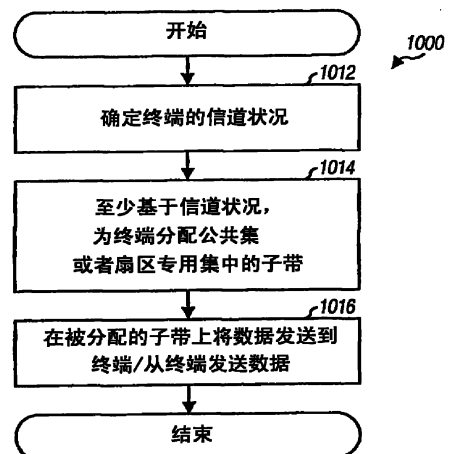 开始
1000
1012
确定终端的信道状况
1014
至少基于信道状况，
为终端分配公共集
或者扇区专用集中的子带
1016
在被分配的子带上将数据发送到
终端/从终端发送数据
结束